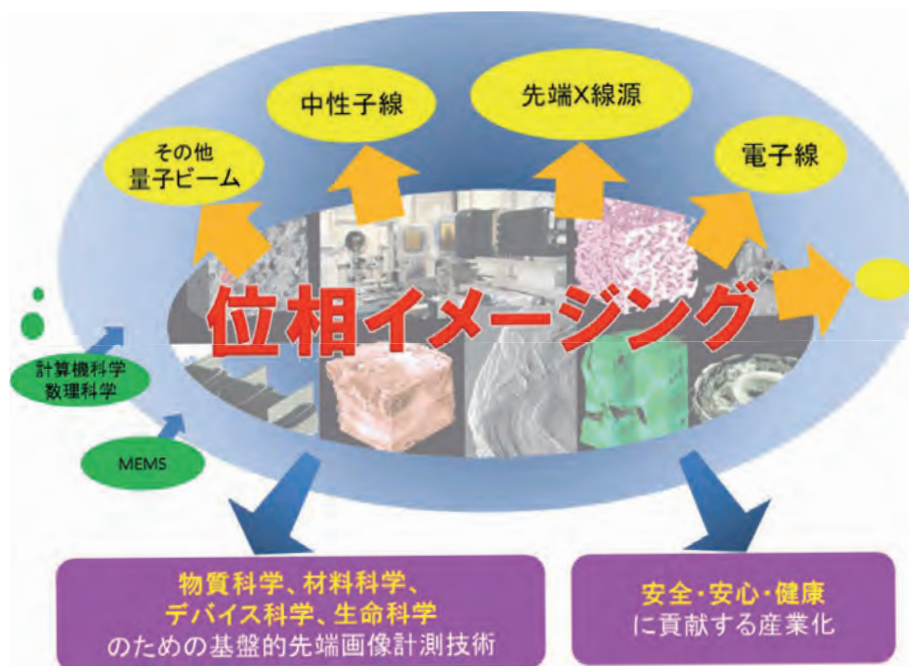 中性子線
先端X線源
その他
量子ビーム
電子線
位相イメージング
計算機科学
数理科学
MEMS
物質科学、材料科学、
デバイス科学、生命科学
のための基盤的先端画像計測技術
安全・安心・健康
に貢献する産業化